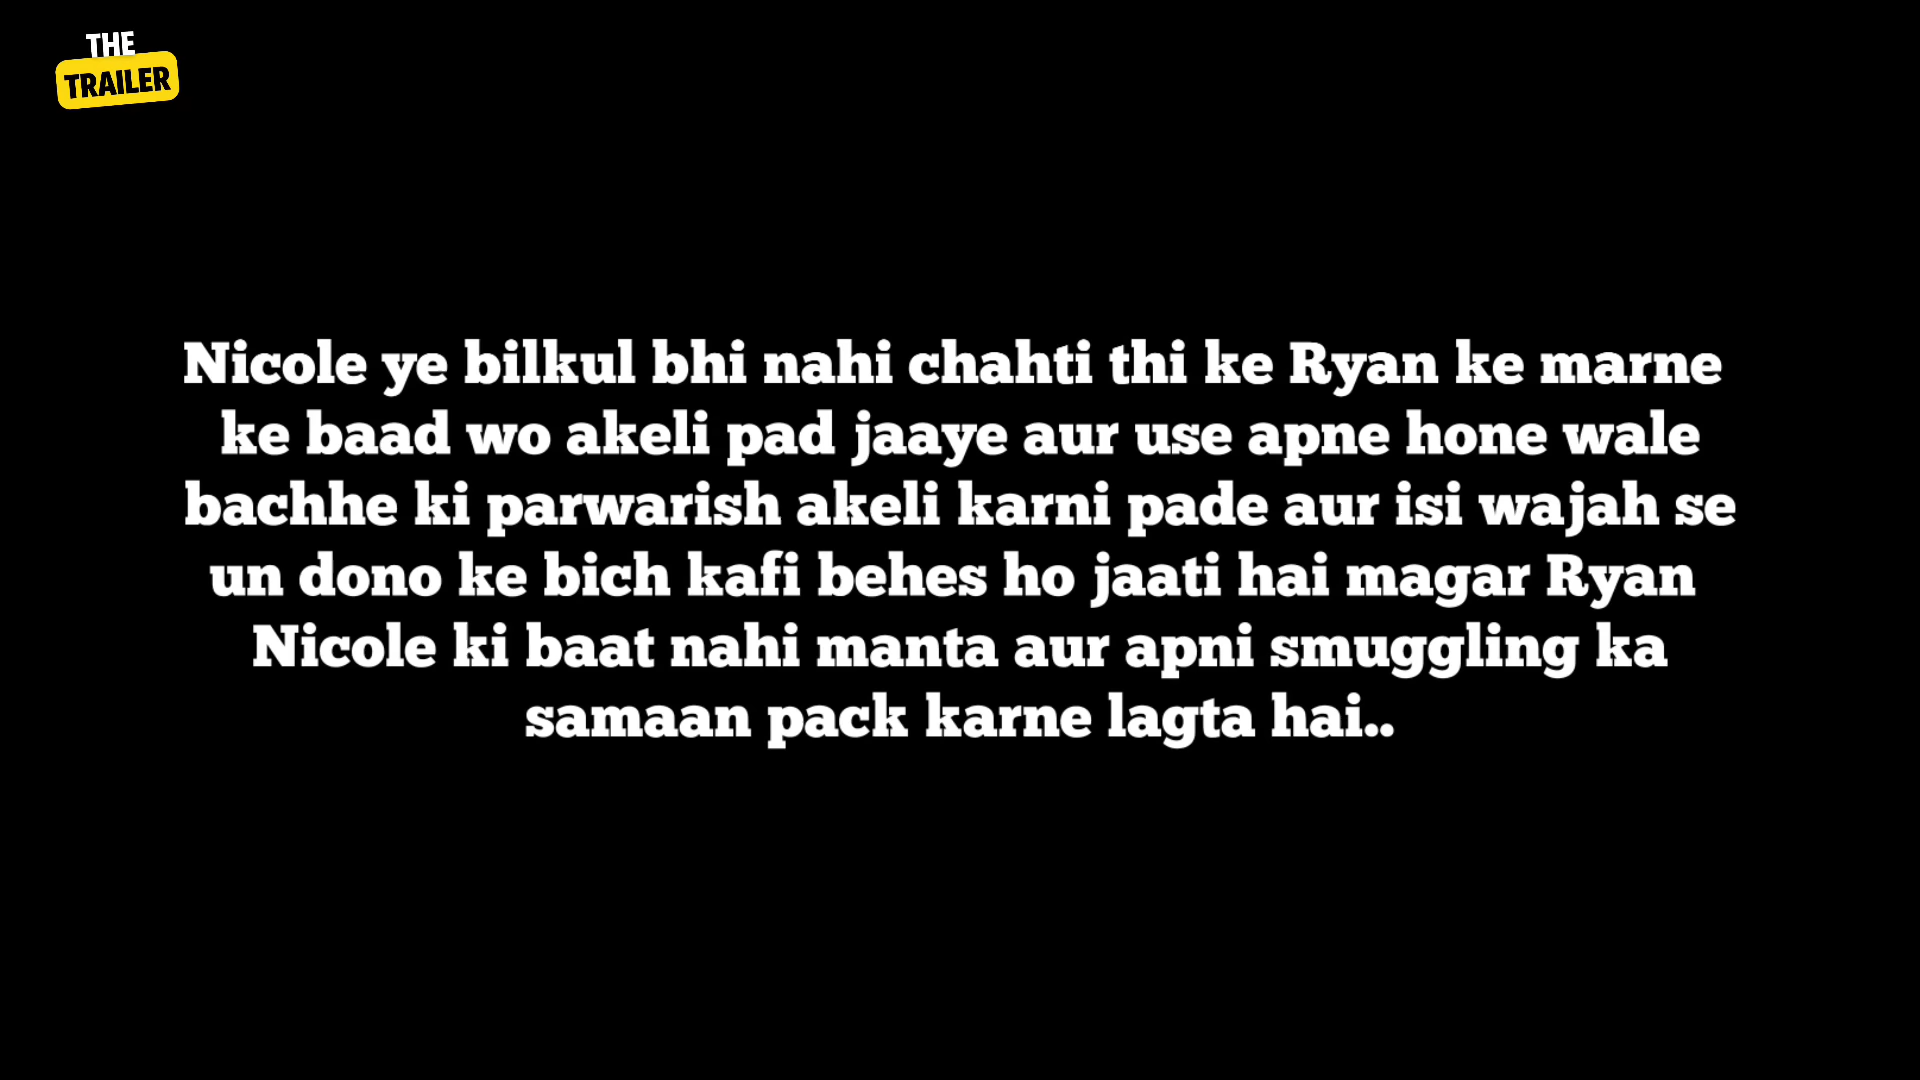 THE
TRAILER
Nicole ye bilkul bhi nahi chahti thi ke Ryan ke marne
ke baad wo akeli pad jaaye aur use apne hone wale
bachhe ki parwarish akeli karni pade aur isi wajah se
un dono ke bich kafi behes ho jaati hai magar Ryan
Nicole ki baat nahi manta aur apni smuggling ka
samaan pack karne lagta hai..